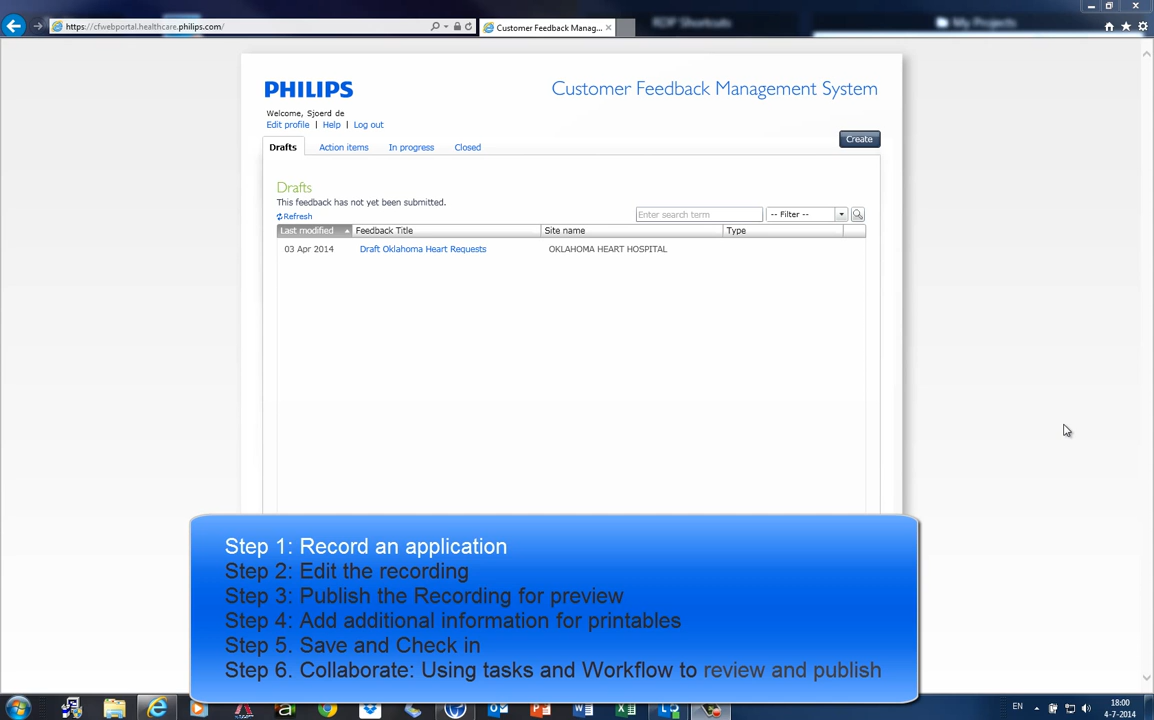 https://cfwebportal.healthcare.philips.com/
Customer Feedback Manag...
RDP Shortcuts
My Projects
PHILIPS
Customer Feedback Management System
Welcome, Sjoerd de
Edit profile | Help | Log out
Create
Drafts Action items In progress Closed
Drafts
This feedback has not yet been submitted.
Refresh
Enter search term
-- Filter --
Last modified Feedback Title Site name Type
03 Apr 2014 Draft Oklahoma Heart Requests OKLAHOMA HEART HOSPITAL
Step 1: Record an application
Step 2: Edit the recording
Step 3: Publish the Recording for preview
Step 4: Add additional information for printables
Step 5. Save and Check in
Step 6. Collaborate: Using tasks and Workflow to review and publish
EN
18:00
4-7-2014